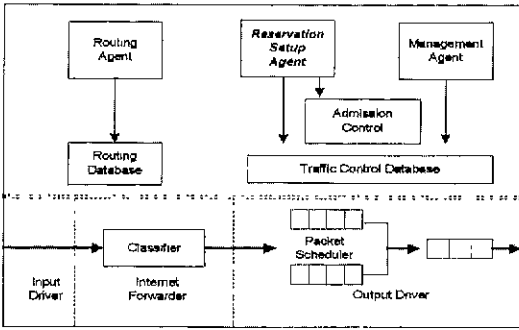 Routing
Agent
Reservation
Setup
Agent
Management
Agent
Admission
Control
Routing
Database
Traffic Control Database
Classifier
Packet
Scheduler
Input
Driver
Internet
Forwarder
Output Driver